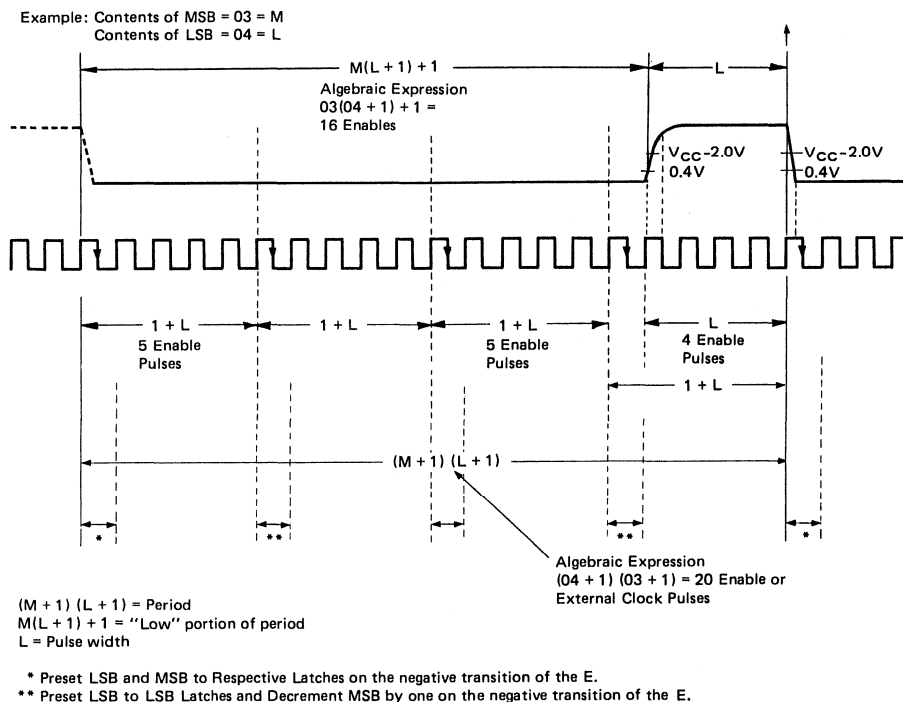 Example: Contents of MSB = 03 = M
Contents of LSB = 04 = L
M(L + 1) + 1
L
Algebraic Expression
03(04 + 1) + 1 =
16 Enables
VCC-2.0V
0.4V
VCC-2.0V
0.4V
1 + L
5 Enable
Pulses
1 + L
1 + L
5 Enable
Pulses
L
4 Enable
Pulses
1 + L
(M + 1) (L + 1)
*
**
**
*
Algebraic Expression
(04 + 1) (03 + 1) = 20 Enable or
External Clock Pulses
(M + 1) (L + 1) = Period
M(L + 1) + 1 = "Low" portion of period
L = Pulse width
* Preset LSB and MSB to Respective Latches on the negative transition of the E.
** Preset LSB to LSB Latches and Decrement MSB by one on the negative transition of the E.